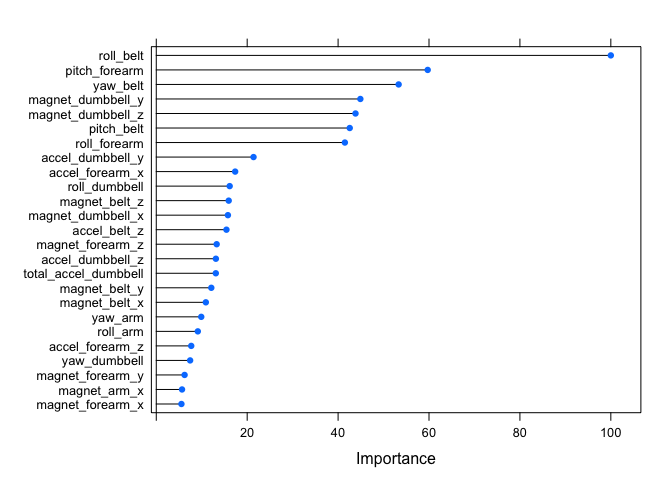 roll_belt
pitch_forearm
yaw_belt
magnet_dumbbell_y
magnet_dumbbell_z
pitch_belt
roll_forearm
accel_dumbbell_y
accel_forearm_x
roll_dumbbell
magnet_belt_z
magnet_dumbbell_x
accel_belt_z
magnet_forearm_z
accel_dumbbell_z
total_accel_dumbbell
magnet_belt_y
magnet_belt_x
yaw_arm
roll_arm
accel_forearm_z
yaw_dumbbell
magnet_forearm_y
magnet_arm_x
magnet_forearm_x
20 40 60 80 100
Importance